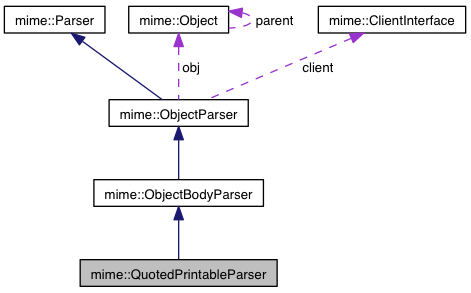 mime::Parser
mime::Object
parent
mime::ClientInterface
obj
client
mime::ObjectParser
mime::ObjectBodyParser
mime::QuotedPrintableParser